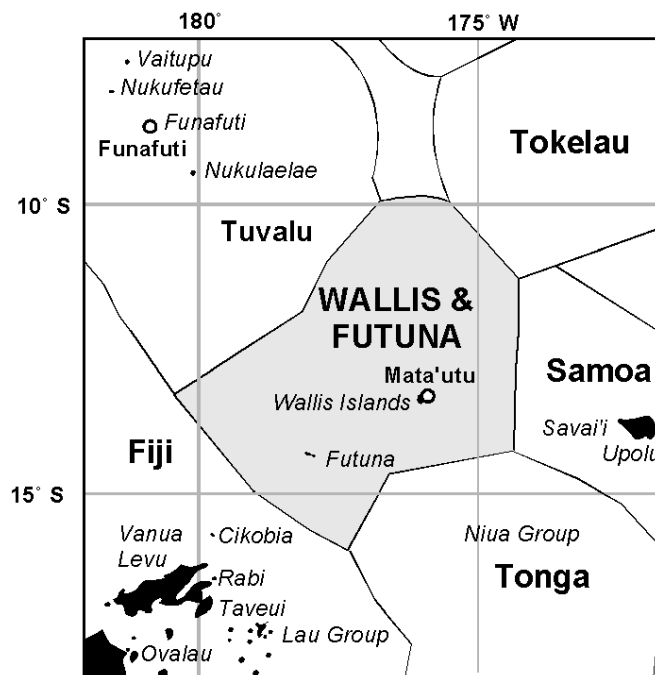 180° 175° W
Vaitupu
Nukufetau
Funafuti
Funafuti
Tokelau
Nukulaelae
10° S
Tuvalu
WALLIS &
FUTUNA
Mata'utu
Samoa
Wallis Islands
Savai'i
Fiji
Futuna
Upolu
15° S
Vanua
Levu
Cikobia
Niua Group
Rabi
Tonga
Taveui
Lau Group
Ovalau